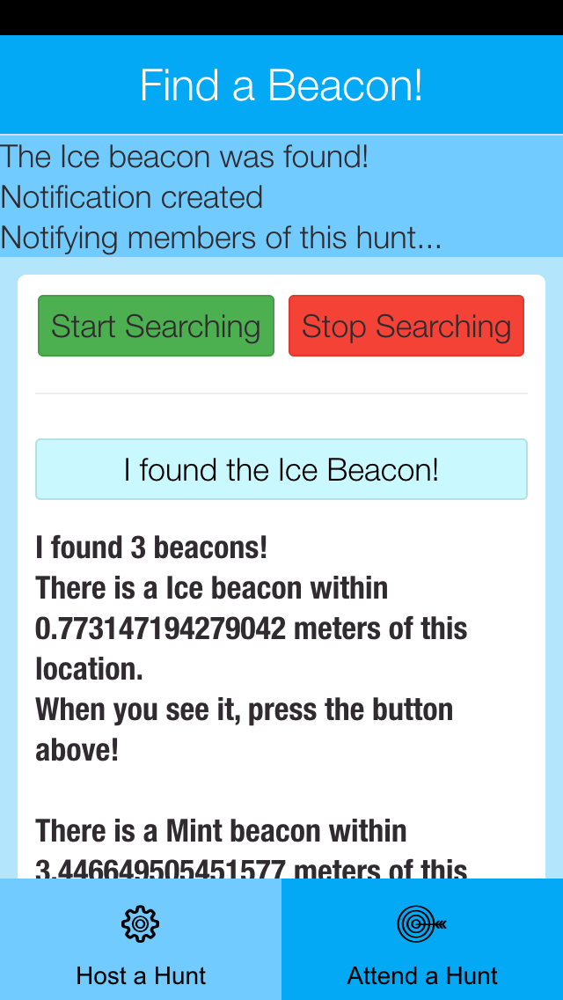 Find a Beacon!
The Ice beacon was found!
Notification created
Notifying members of this hunt...
Start Searching
Stop Searching
I found the Ice Beacon!
I found 3 beacons!
There is a Ice beacon within
0.773147194279042 meters of this
location.
When you see it, press the button
above!
There is a Mint beacon within
3.446649505451577 meters of this
Host a Hunt
Attend a Hunt